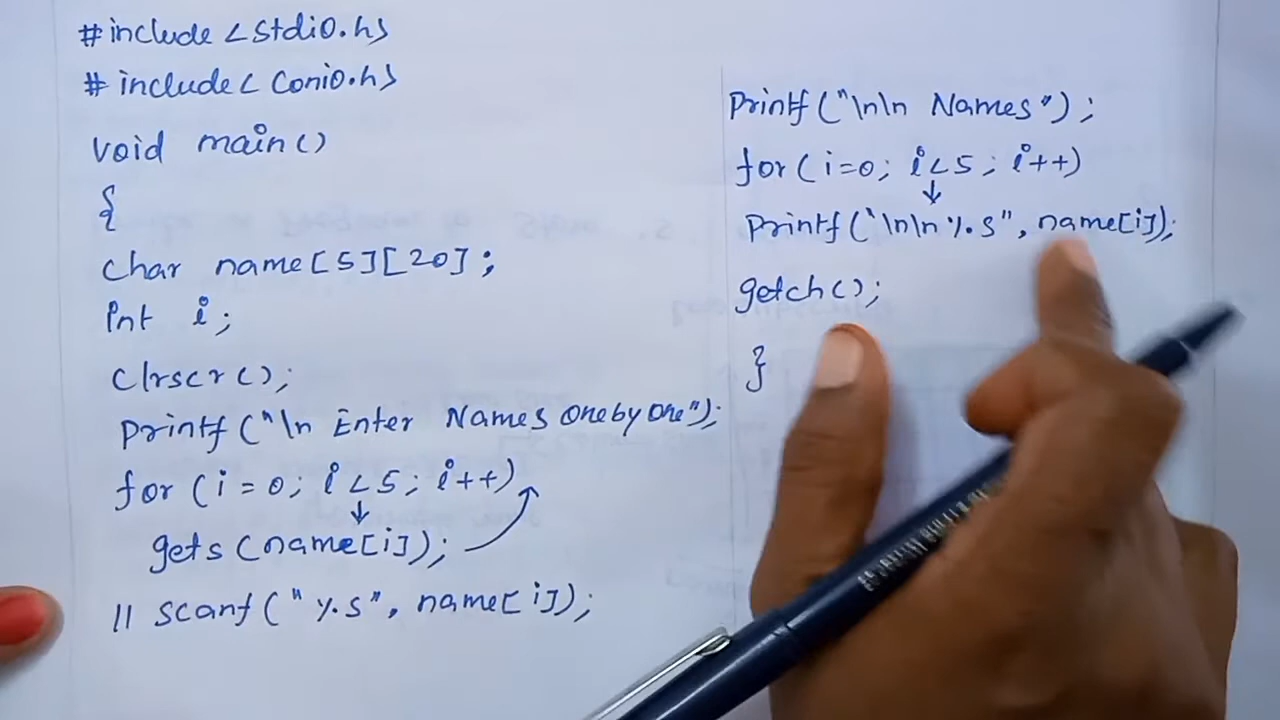 #include <stdio.h>
#include <conio.h>
void main()
{
char name[5][20];
int i;
clrscr();
printf("\n Enter Names one by one");
for (i=0; i<5; i++)
gets(name[i]);
// scanf("%s", name[i]);
Printf("\n\n Names");
for(i=0; i<5; i++)
Printf("\n\n%s", name[i]);
getch();
}